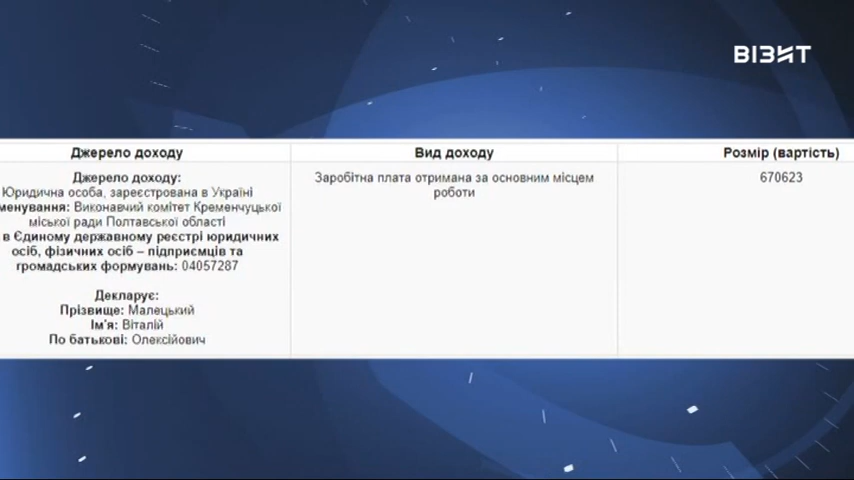 ВІЗИТ
Джерело доходу
Вид доходу
Розмір (вартість)
Джерело доходу:
Юридична особа, зареєстрована в Україні
менування: Виконавчий комітет Кременчуцької
міської ради Полтавської області
в Єдиному державному реєстрі юридичних
осіб, фізичних осіб – підприємців та
громадських формувань: 04057287
Декларує:
Прізвище: Малецький
Ім'я: Віталій
По батькові: Олексійович
Заробітна плата отримана за основним місцем
роботи
670623